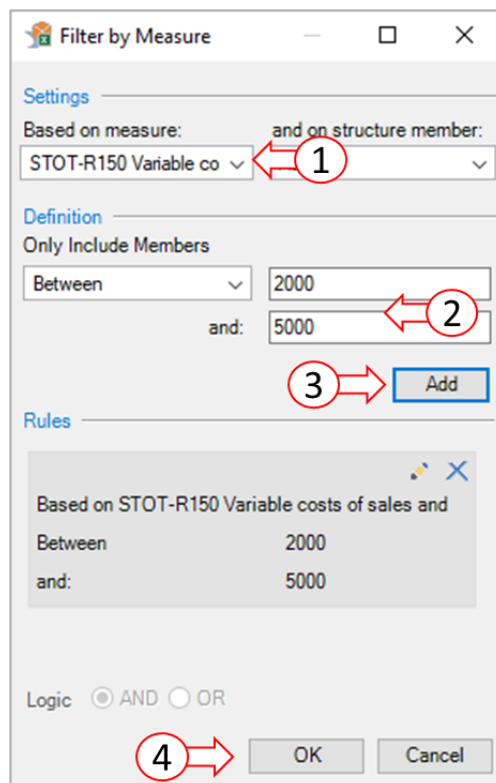 Filter by Measure
Settings
Based on measure: and on structure member:
STOT-R150 Variable co 1
Definition
Only Include Members
Between 2000
and: 5000 2
3 Add
Rules
Based on STOT-R150 Variable costs of sales and
Between 2000
and: 5000
Logic AND OR
4 OK Cancel